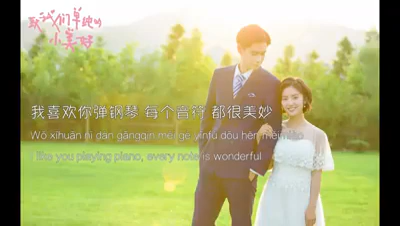 致我们单纯的
小美好
我喜欢你弹钢琴 每个音符 都很美妙
Wǒ xǐhuān nǐ dàn gāngqín měi gè yīnfú dōu hěn měimiào
I like you playing piano, every note is wonderful